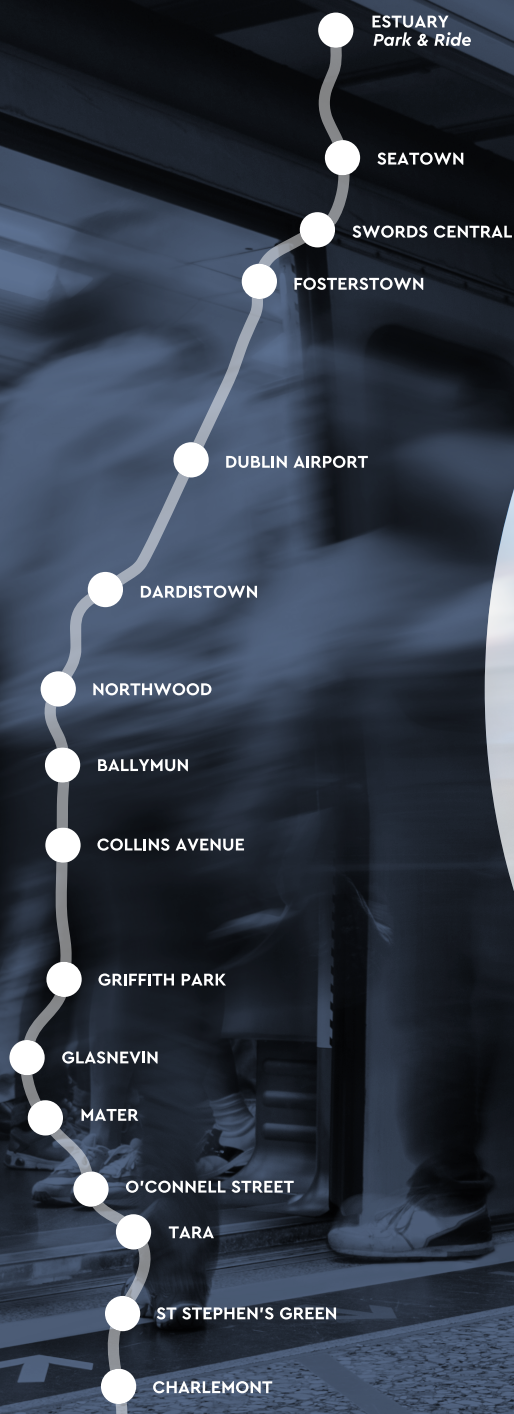 ESTUARY
Park & Ride
SEATOWN
SWORDS CENTRAL
FOSTERSTOWN
DUBLIN AIRPORT
DARDISTOWN
NORTHWOOD
BALLYMUN
COLLINS AVENUE
GRIFFITH PARK
GLASNEVIN
MATER
O'CONNELL STREET
TARA
ST STEPHEN'S GREEN
CHARLEMONT